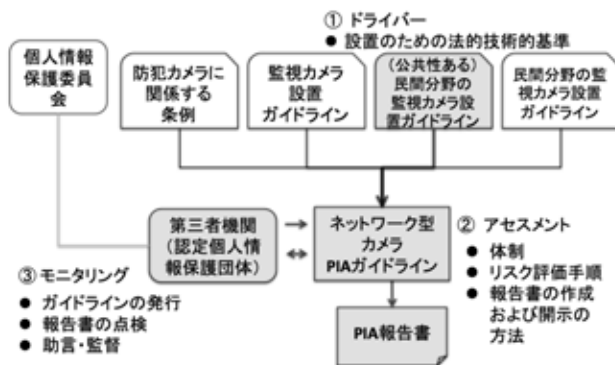 ① ドライバー
● 設置のための法的技術的基準
個人情報
保護委員
会
防犯カメラに
関係する
条例
監視カメラ
設置
ガイドライン
（公共性ある）
民間分野の
監視カメラ設
置ガイドライン
民間分野の監
視カメラ設置
ガイドライン
第三者機関
（認定個人情
報保護団体）
ネットワーク型
カメラ
PIAガイドライン
② アセスメント
● 体制
● リスク評価手順
● 報告書の作成
および開示の
方法
③ モニタリング
● ガイドラインの発行
● 報告書の点検
● 助言・監督
PIA報告書